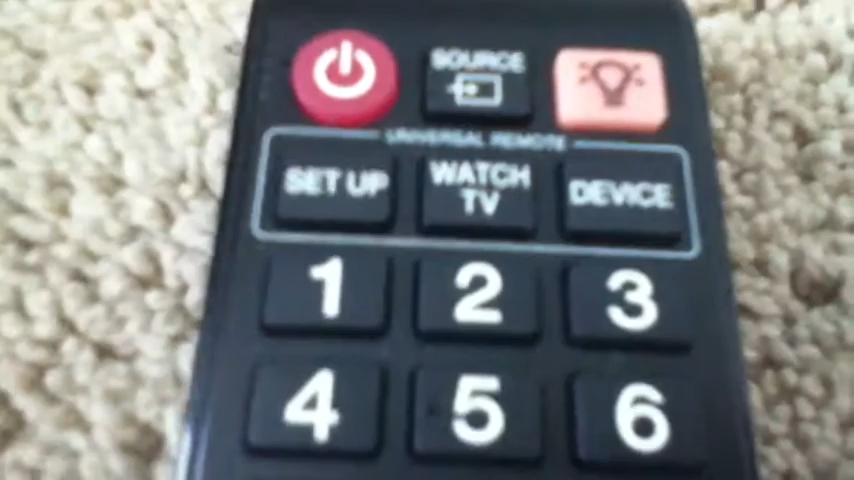 SOURCE
UNIVERSAL REMOTE
SET UP
WATCH
TV
DEVICE
1
2
3
4
5
6